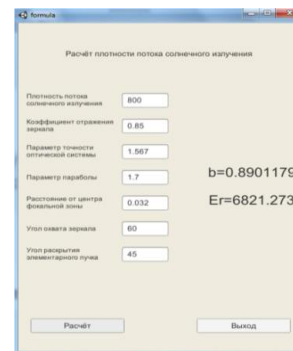 formula
Расчёт плотности потока солнечного излучения
Плотность потока
солнечного излучения
800
Коэффициент отражения
зеркала
0.85
Параметр точности
оптической системы
1.567
Параметр параболы
1.7
b=0.8901179
Расстояние от центра
фокальной зоны
0.032
Er=6821.273
Угол охвата зеркала
60
Угол раскрытия
элементарного пучка
45
Расчёт
Выход